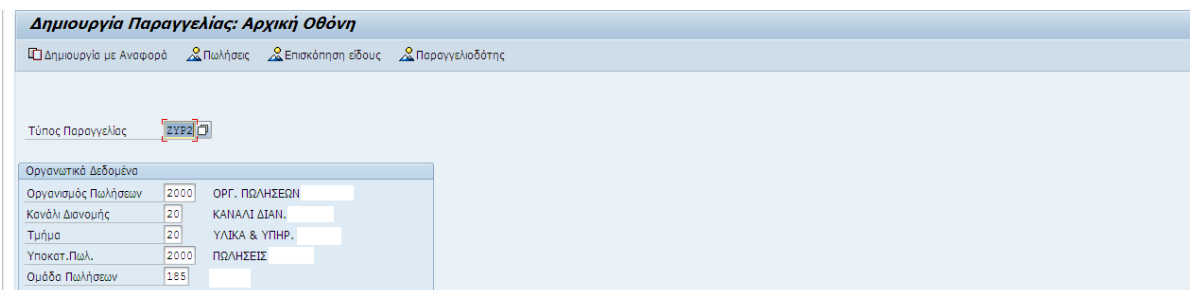 Δημιουργία Παραγγελίας: Αρχική Οθόνη
Δημιουργία με Αναφορά Πωλήσεις Επισκόπηση είδους Παραγγελιοδότης
Τύπος Παραγγελίας ZYP2
Οργανωτικά Δεδομένα
Οργανισμός Πωλήσεων 2000 ΟΡΓ. ΠΩΛΗΣΕΩΝ
Κανάλι Διανομής 20 ΚΑΝΑΛΙ ΔΙΑΝ.
Τμήμα 20 ΥΛΙΚΑ & ΥΠΗΡ.
Υποκατ.Πωλ. 2000 ΠΩΛΗΣΕΙΣ
Ομάδα Πωλήσεων 185